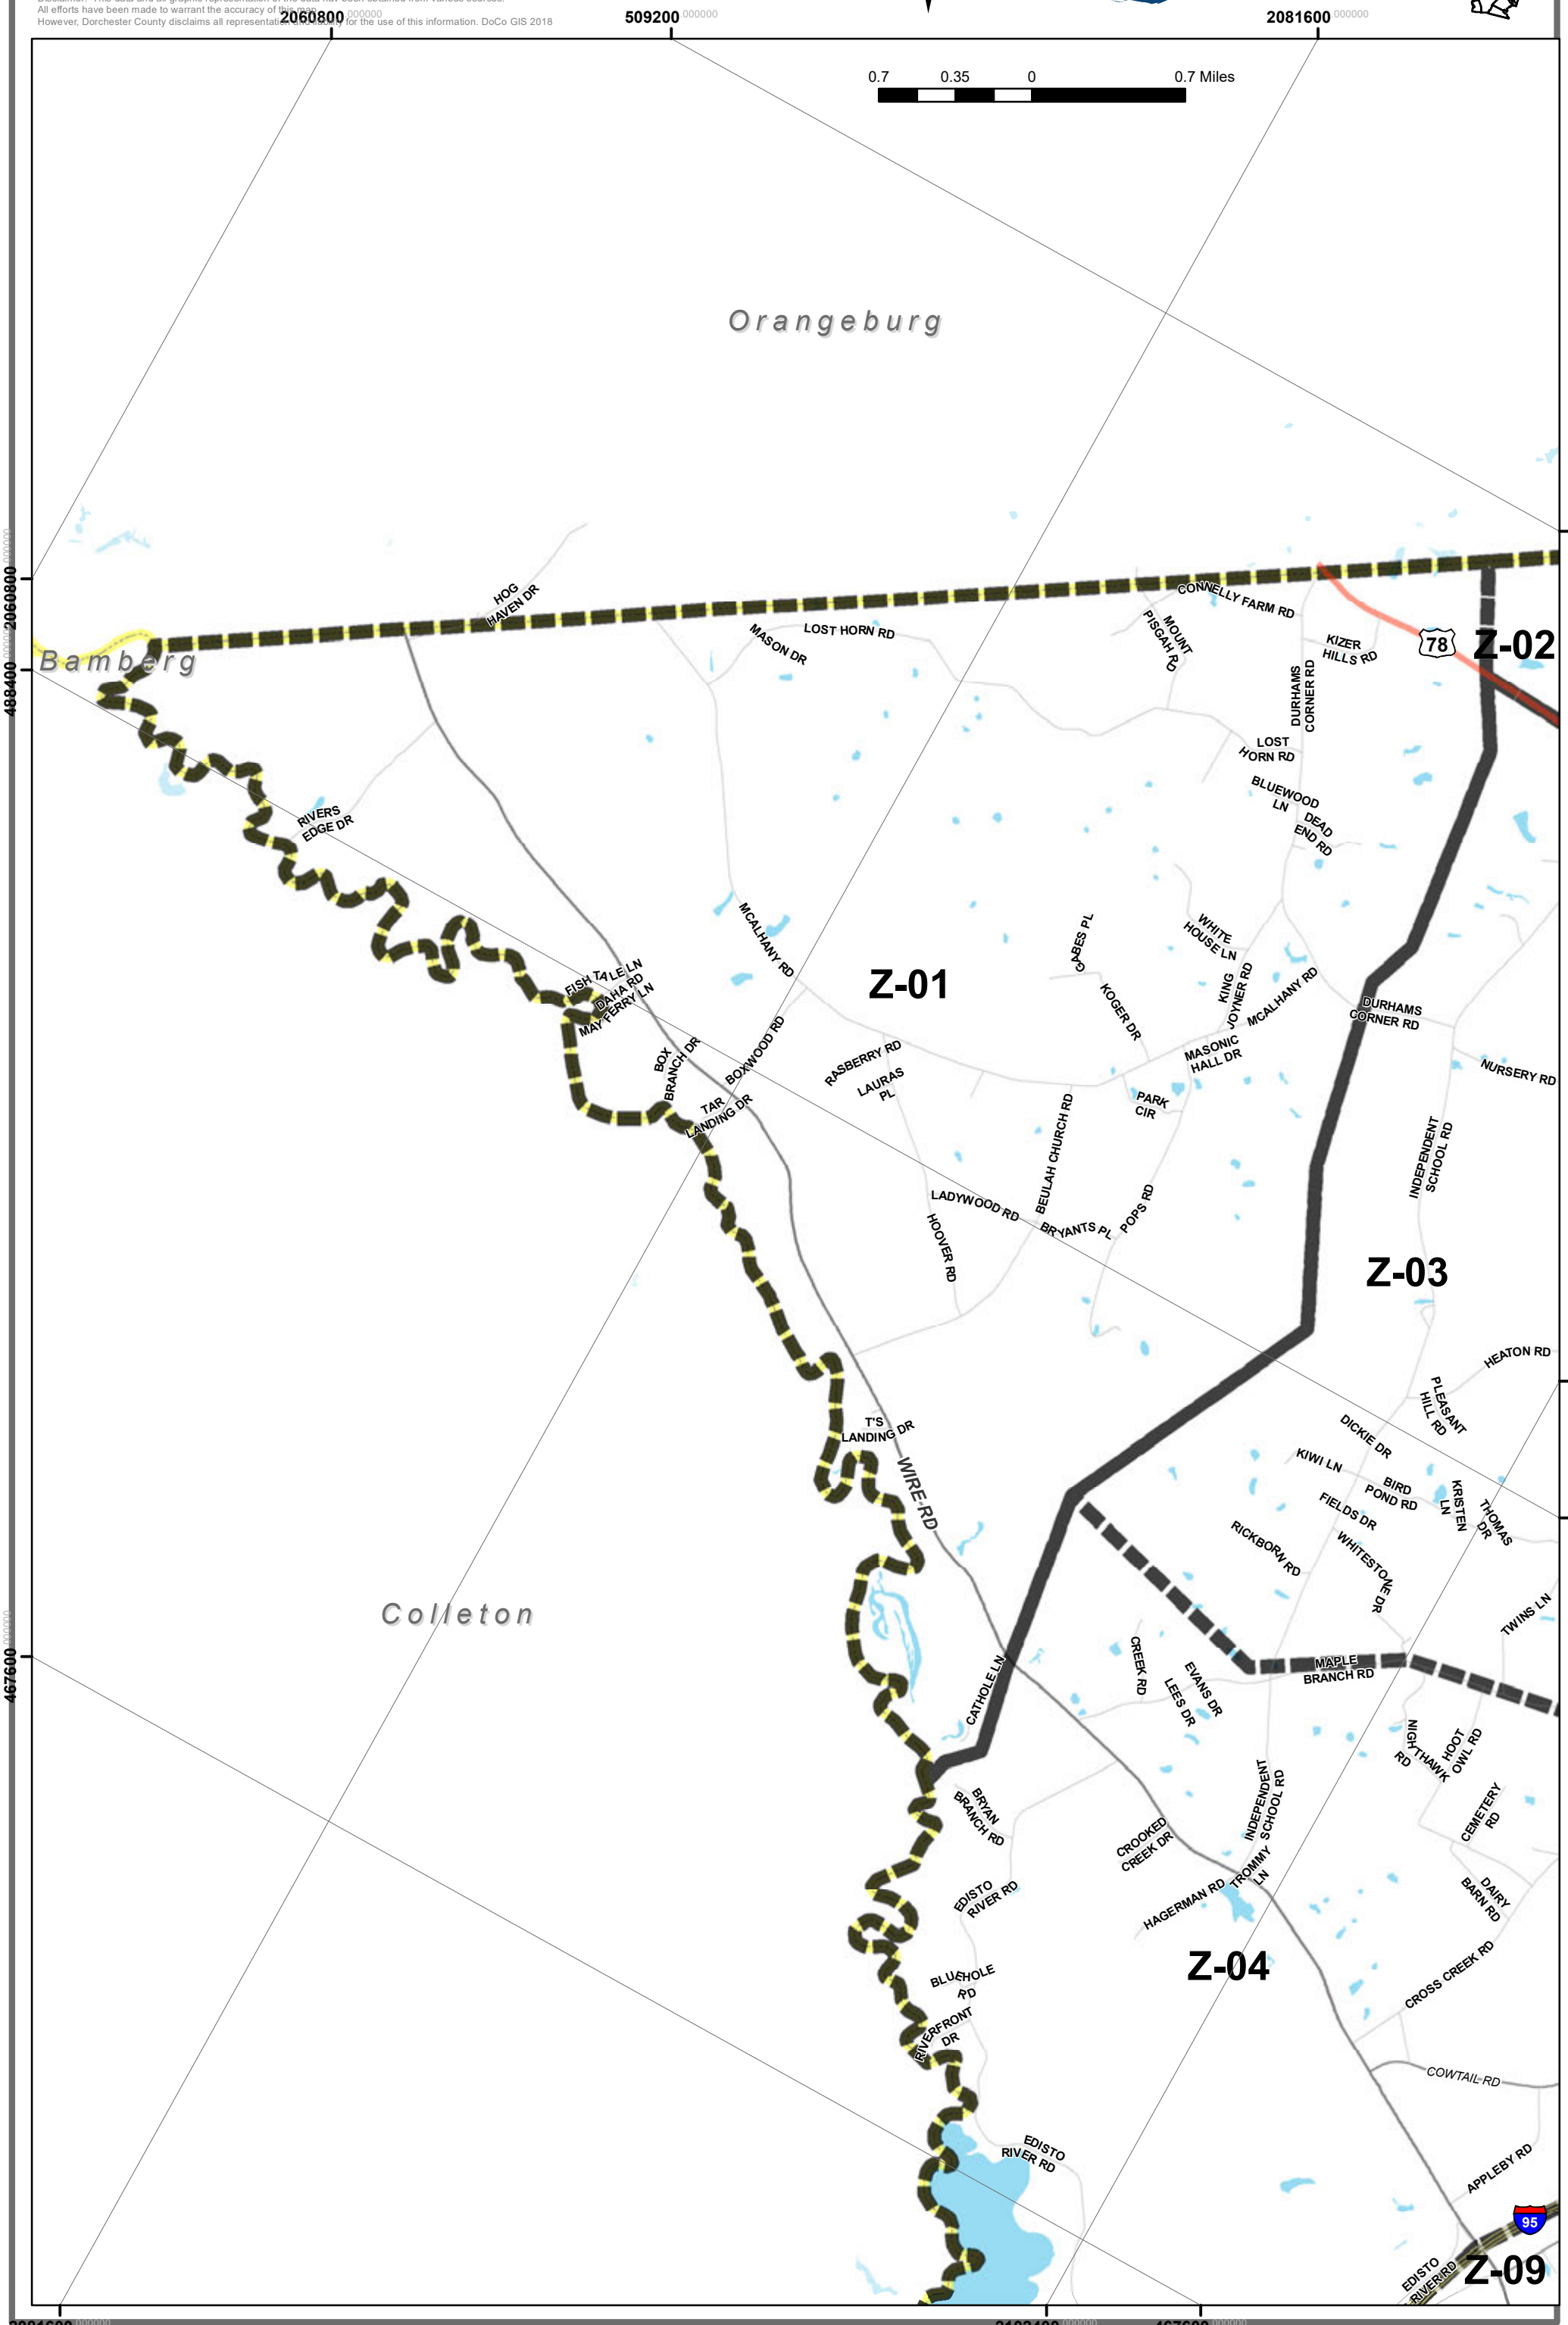 All efforts have been made to warrant the accuracy of this map.
However, Dorchester County disclaims all representation and liability for the use of this information. DoCo GIS 2018
2060800.000000
509200.000000
2081600.000000
0.7 0.35 0 0.7 Miles
Orangeburg
2060800.000000
488400.000000
467600.000000
Bamberg
HOG
HAVEN DR
MASON DR
LOST HORN RD
CONNELLY FARM RD
MOUNT
PISGAH RD
KIZER
HILLS RD
78
Z-02
DURHAMS
CORNER RD
LOST
HORN RD
BLUEWOOD
LN
DEAD
END RD
RIVERS
EDGE DR
MCALHANY RD
GABES PL
WHITE
HOUSE LN
FISH TALE LN
DAHA RD
MAY FERRY LN
Z-01
KOGER DR
KING
JOYNER RD
MCALHANY RD
DURHAMS
CORNER RD
BOX
BRANCH DR
BOXWOOD RD
RASBERRY RD
LAURAS
PL
MASONIC
HALL DR
NURSERY RD
TAR
LANDING DR
PARK
CIR
BEULAH CHURCH RD
INDEPENDENT
SCHOOL RD
LADYWOOD RD
HOOVER RD
BRYANTS PL
POPS RD
Z-03
HEATON RD
PLEASANT
HILL RD
T'S
LANDING DR
WIRE RD
DICKIE DR
KIWI LN
BIRD
POND RD
KRISTEN
LN
THOMAS
DR
FIELDS DR
RICKBORN RD
WHITESTONE DR
TWINS LN
Colleton
CATHOLE LN
CREEK RD
EVANS DR
LEES DR
MAPLE
BRANCH RD
NIGHTHAWK
RD
HOOT
OWL RD
BRYAN
BRANCH RD
INDEPENDENT
SCHOOL RD
CEMETERY
RD
CROOKED
CREEK DR
TROMMY
LN
HAGERMAN RD
EDISTO
RIVER RD
DAIRY
BARN RD
Z-04
CROSS CREEK RD
BLUEHOLE
RD
RIVERFRONT
DR
COWTAIL RD
EDISTO
RIVER RD
APPLEBY RD
95
EDISTO
RIVER RD
Z-09